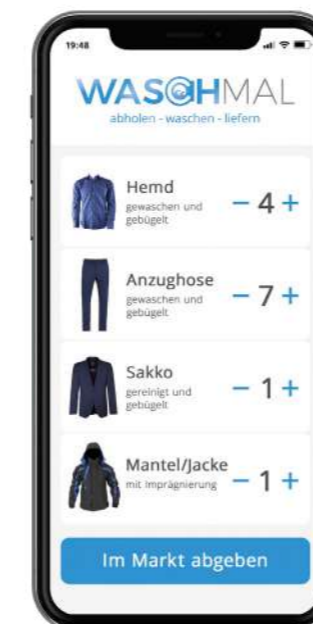 19:48
WASCHMAL
abholen - waschen - liefern
Hemd
gewaschen und
gebügelt
− 4 +
Anzughose
gewaschen und
gebügelt
− 7 +
Sakko
gereinigt und
gebügelt
− 1 +
Mantel/Jacke
mit Imprägnierung
− 1 +
Im Markt abgeben